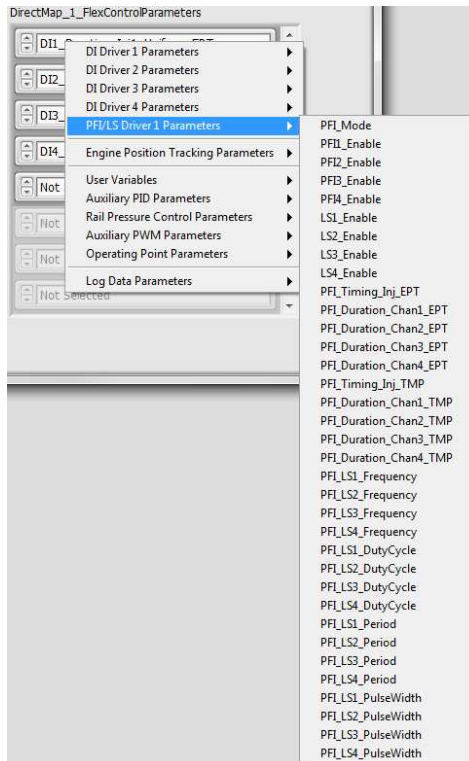 DirectMap_1_FlexControlParameters
DI1_
DI2_
DI3_
DI4_
Not
Not
Not
Not Selected
DI Driver 1 Parameters
DI Driver 2 Parameters
DI Driver 3 Parameters
DI Driver 4 Parameters
PFI/LS Driver 1 Parameters
Engine Position Tracking Parameters
User Variables
Auxiliary PID Parameters
Rail Pressure Control Parameters
Auxiliary PWM Parameters
Operating Point Parameters
Log Data Parameters
PFI_Mode
PFI1_Enable
PFI2_Enable
PFI3_Enable
PFI4_Enable
LS1_Enable
LS2_Enable
LS3_Enable
LS4_Enable
PFI_Timing_Inj_EPT
PFI_Duration_Chan1_EPT
PFI_Duration_Chan2_EPT
PFI_Duration_Chan3_EPT
PFI_Duration_Chan4_EPT
PFI_Timing_Inj_TMP
PFI_Duration_Chan1_TMP
PFI_Duration_Chan2_TMP
PFI_Duration_Chan3_TMP
PFI_Duration_Chan4_TMP
PFI_LS1_Frequency
PFI_LS2_Frequency
PFI_LS3_Frequency
PFI_LS4_Frequency
PFI_LS1_DutyCycle
PFI_LS2_DutyCycle
PFI_LS3_DutyCycle
PFI_LS4_DutyCycle
PFI_LS1_Period
PFI_LS2_Period
PFI_LS3_Period
PFI_LS4_Period
PFI_LS1_PulseWidth
PFI_LS2_PulseWidth
PFI_LS3_PulseWidth
PFI_LS4_PulseWidth